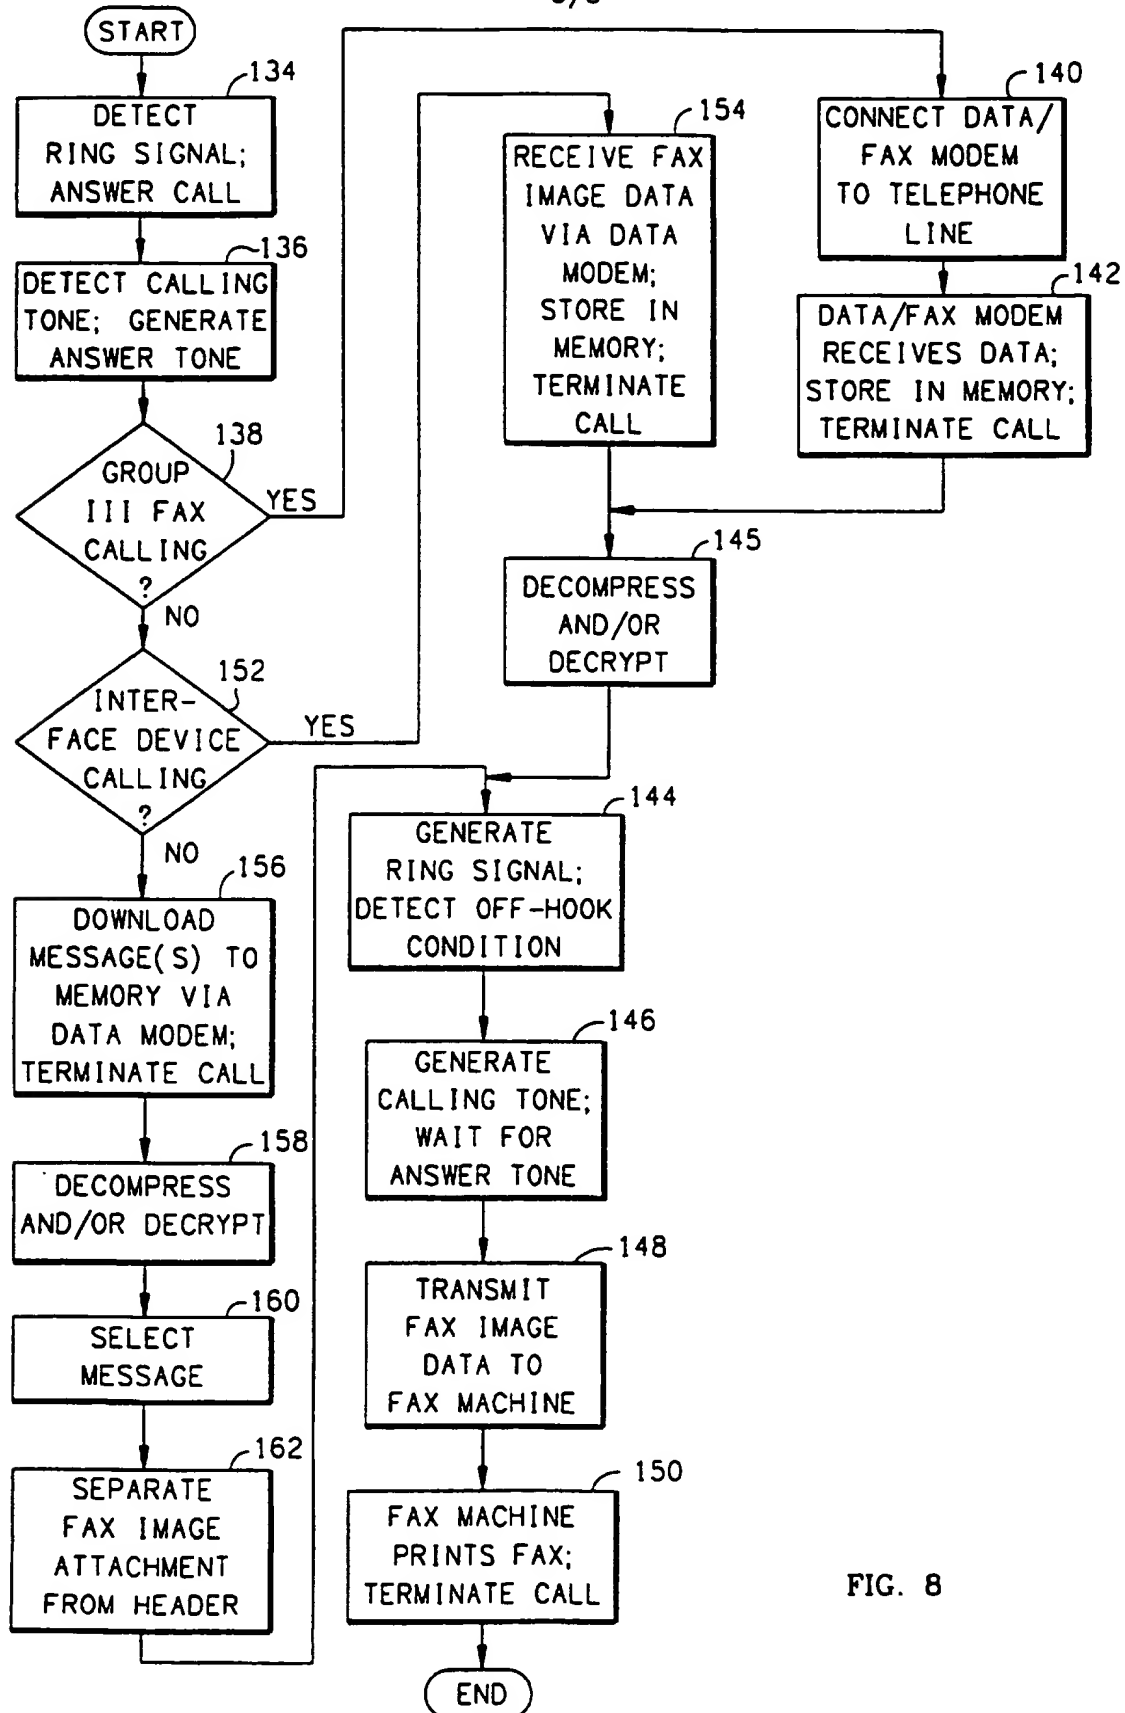 START
134
DETECT
RING SIGNAL;
ANSWER CALL
136
DETECT CALLING
TONE; GENERATE
ANSWER TONE
138
GROUP
III FAX
CALLING
?
YES
NO
152
INTER-
FACE DEVICE
CALLING
?
YES
NO
156
DOWNLOAD
MESSAGE(S) TO
MEMORY VIA
DATA MODEM;
TERMINATE CALL
158
DECOMPRESS
AND/OR DECRYPT
160
SELECT
MESSAGE
162
SEPARATE
FAX IMAGE
ATTACHMENT
FROM HEADER
154
RECEIVE FAX
IMAGE DATA
VIA DATA
MODEM;
STORE IN
MEMORY;
TERMINATE
CALL
140
CONNECT DATA/
FAX MODEM
TO TELEPHONE
LINE
142
DATA/FAX MODEM
RECEIVES DATA;
STORE IN MEMORY;
TERMINATE CALL
145
DECOMPRESS
AND/OR
DECRYPT
144
GENERATE
RING SIGNAL;
DETECT OFF-HOOK
CONDITION
146
GENERATE
CALLING TONE;
WAIT FOR
ANSWER TONE
148
TRANSMIT
FAX IMAGE
DATA TO
FAX MACHINE
150
FAX MACHINE
PRINTS FAX;
TERMINATE CALL
END
FIG. 8